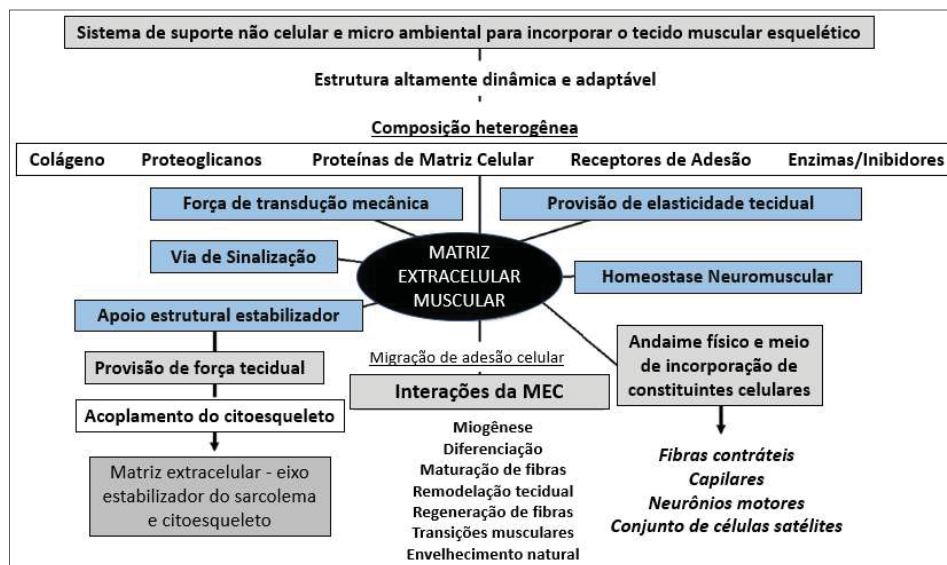 Sistema de suporte não celular e micro ambiental para incorporar o tecido muscular esquelético
Estrutura altamente dinâmica e adaptável
Composição heterogênea
Colágeno Proteoglicanos Proteínas de Matriz Celular Receptores de Adesão Enzimas/Inibidores
Força de transdução mecânica
Provisão de elasticidade tecidual
Via de Sinalização
MATRIZ
EXTRACELULAR
MUSCULAR
Homeostase Neuromuscular
Apoio estrutural estabilizador
Provisão de força tecidual
Acoplamento do citoesqueleto
Matriz extracelular - eixo
estabilizador do sarcolema
e citoesqueleto
Migração de adesão celular
Interações da MEC
Miogênese
Diferenciação
Maturação de fibras
Remodelação tecidual
Regeneração de fibras
Transições musculares
Envelhecimento natural
Andaime físico e meio
de incorporação de
constituintes celulares
Fibras contráteis
Capilares
Neurônios motores
Conjunto de células satélites